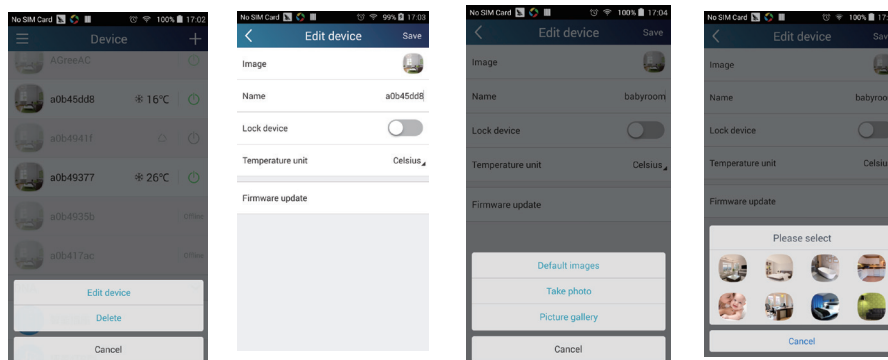 No SIM Card 100% 17:02
Device
AGreeAC
a0b45dd8 16°C
a0b4941f
a0b49377 26°C
a0b4935b Offline
a0b417ac Offline
Edit device
Delete
Cancel
No SIM Card 99% 17:03
Edit device Save
Image
Name a0b45dd8
Lock device
Temperature unit Celsius
Firmware update
No SIM Card 100% 17:04
Edit device Save
Image
Name babyroom
Lock device
Temperature unit Celsius
Firmware update
Default images
Take photo
Picture gallery
Cancel
No SIM Card 100% 17:
Edit device Sav
Image
Name babyroo
Lock device
Temperature unit Celsiu
Firmware update
Please select
Cancel